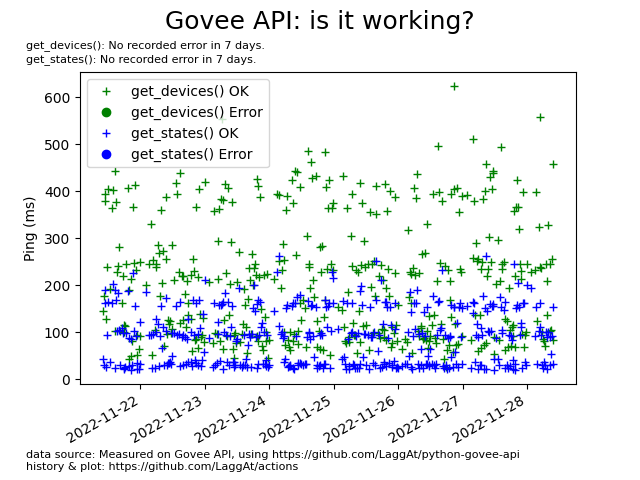 Govee API: is it working?
get_devices(): No recorded error in 7 days.
get_states(): No recorded error in 7 days.
get_devices() OK
get_devices() Error
get_states() OK
get_states() Error
Ping (ms)
600
500
400
300
200
100
0
2022-11-22
2022-11-23
2022-11-24
2022-11-25
2022-11-26
2022-11-27
2022-11-28
data source: Measured on Govee API, using https://github.com/LaggAt/python-govee-api
history & plot: https://github.com/LaggAt/actions